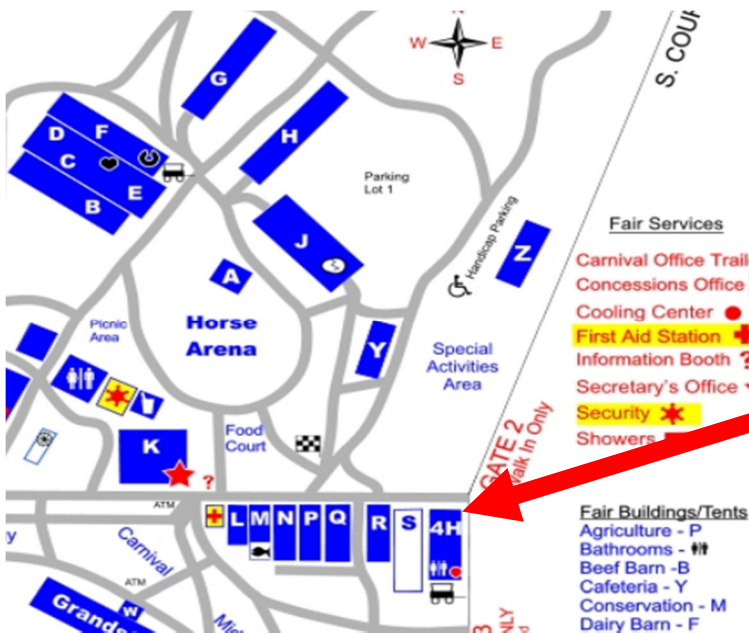 N
W
E
S
S. COUR
G
H
D
F
C
E
B
Parking
Lot 1
J
A
Handicap Parking
Z
Picnic
Area
Horse
Arena
Y
Special
Activities
Area
Fair Services
Carnival Office Trail
Concessions Office
Cooling Center
First Aid Station
Information Booth ?
Secretary's Office
Security
Showers
K
?
Food
Court
GATE 2
Walk In Only
ATM
L
M
N
P
Q
R
S
4H
Carnival
ATM
W
Grands
Fair Buildings/Tents
Agriculture - P
Bathrooms -
Beef Barn -B
Cafeteria - Y
Conservation - M
Dairy Barn - F